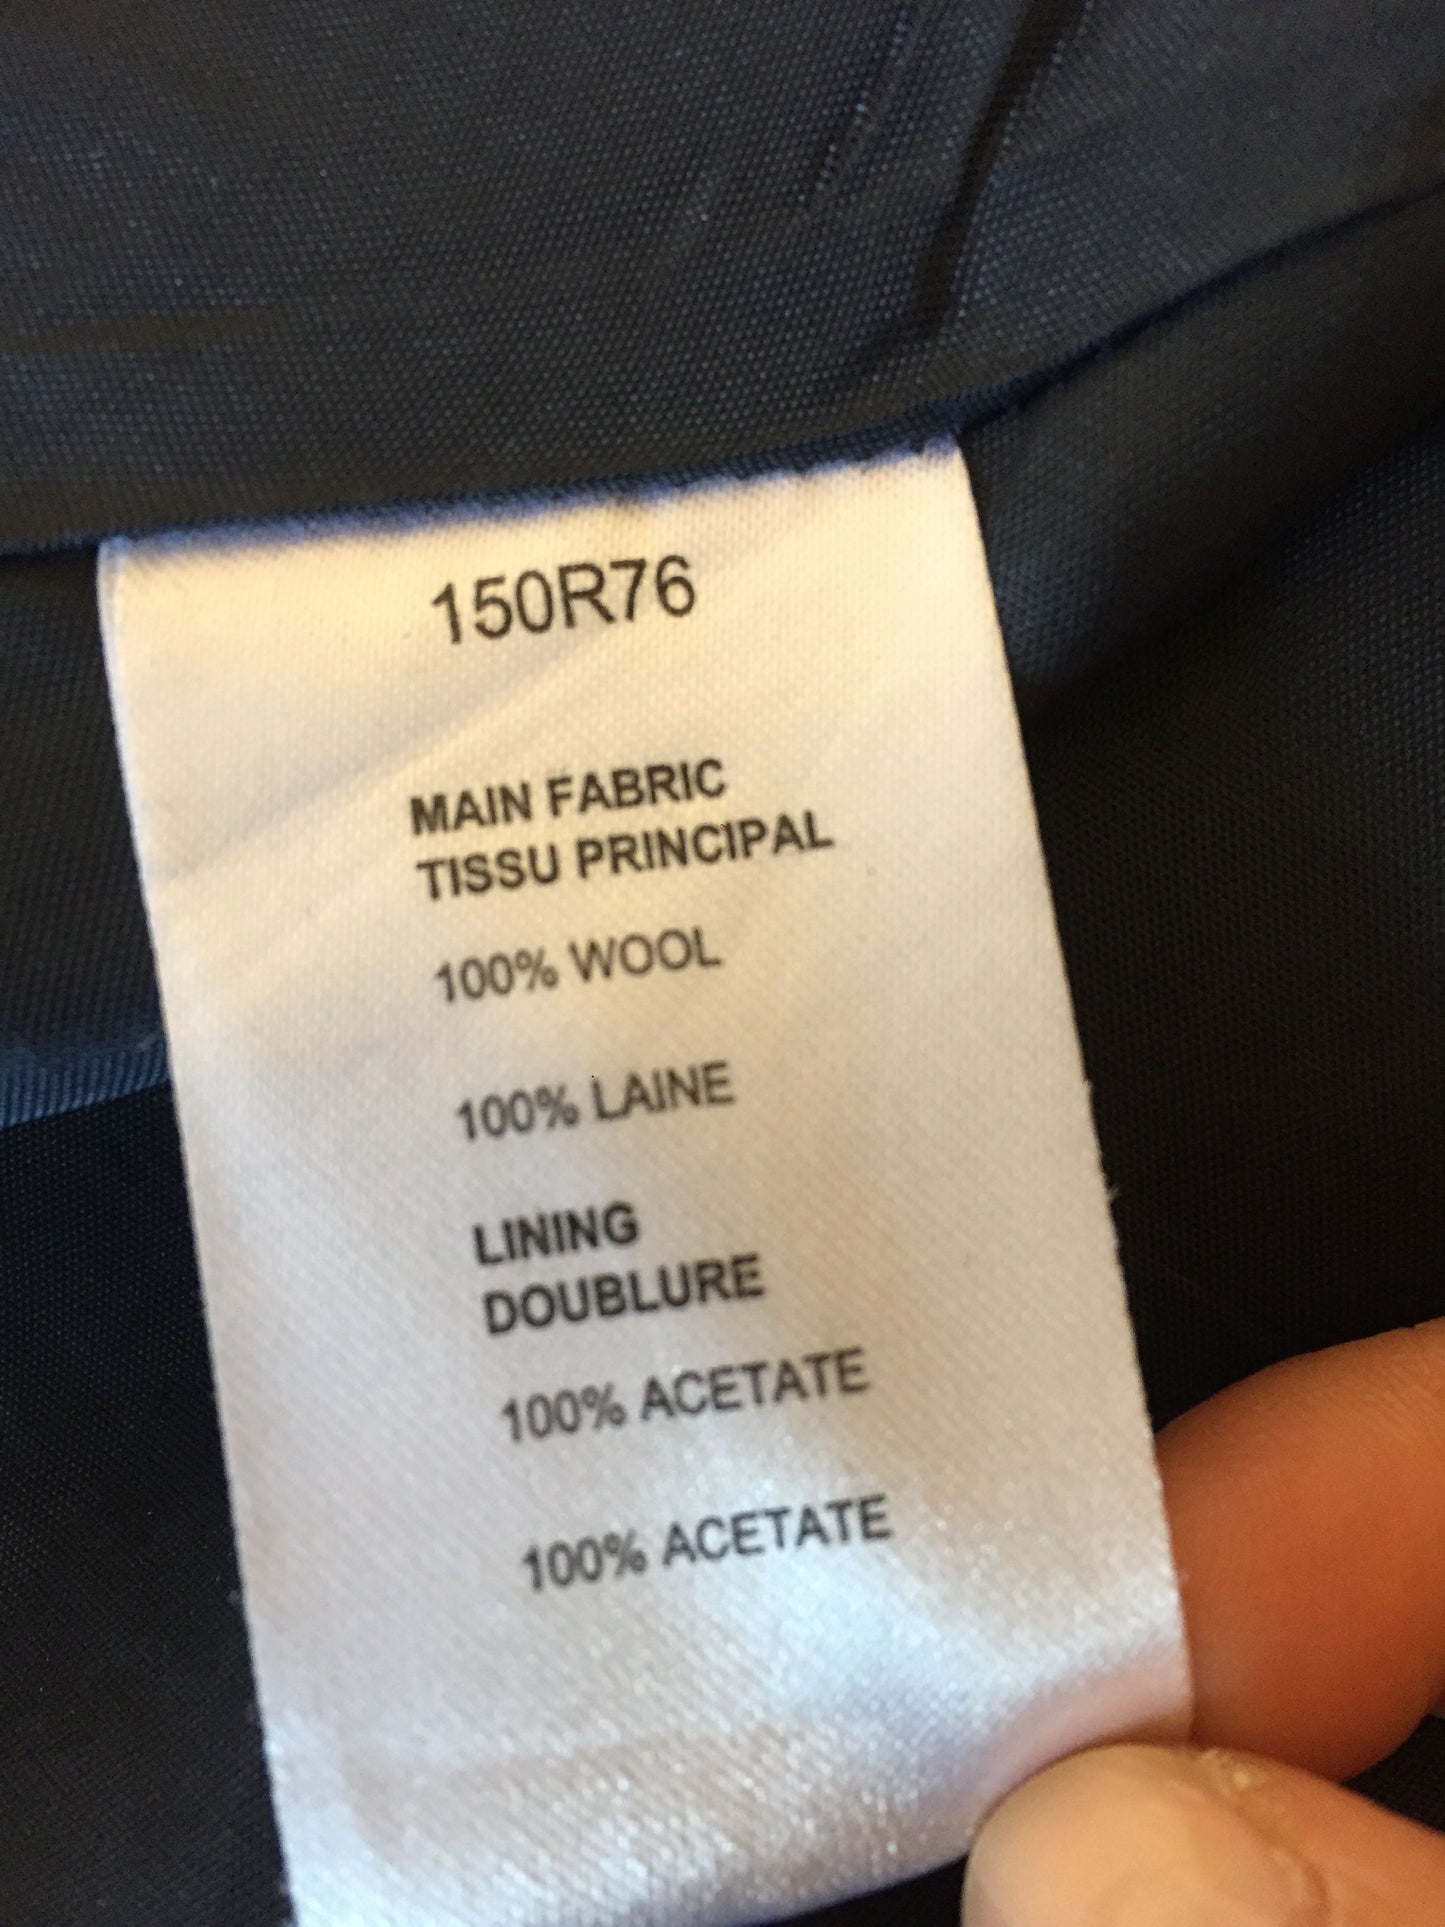 150R76
MAIN FABRIC
TISSU PRINCIPAL
100% WOOL
100% LAINE
LINING
DOUBLURE
100% ACETATE
100% ACETATE